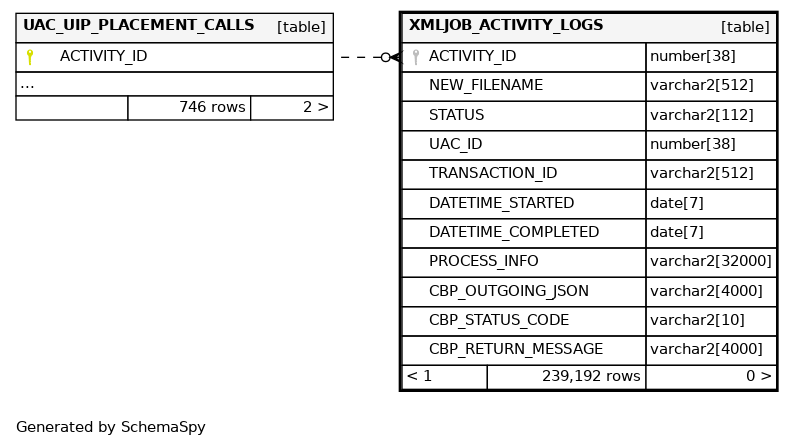 UAC_UIP_PLACEMENT_CALLS [table]
ACTIVITY_ID
...
746 rows 2 >
XMLJOB_ACTIVITY_LOGS [table]
ACTIVITY_ID number[38]
NEW_FILENAME varchar2[512]
STATUS varchar2[112]
UAC_ID number[38]
TRANSACTION_ID varchar2[512]
DATETIME_STARTED date[7]
DATETIME_COMPLETED date[7]
PROCESS_INFO varchar2[32000]
CBP_OUTGOING_JSON varchar2[4000]
CBP_STATUS_CODE varchar2[10]
CBP_RETURN_MESSAGE varchar2[4000]
< 1 239,192 rows 0 >
Generated by SchemaSpy